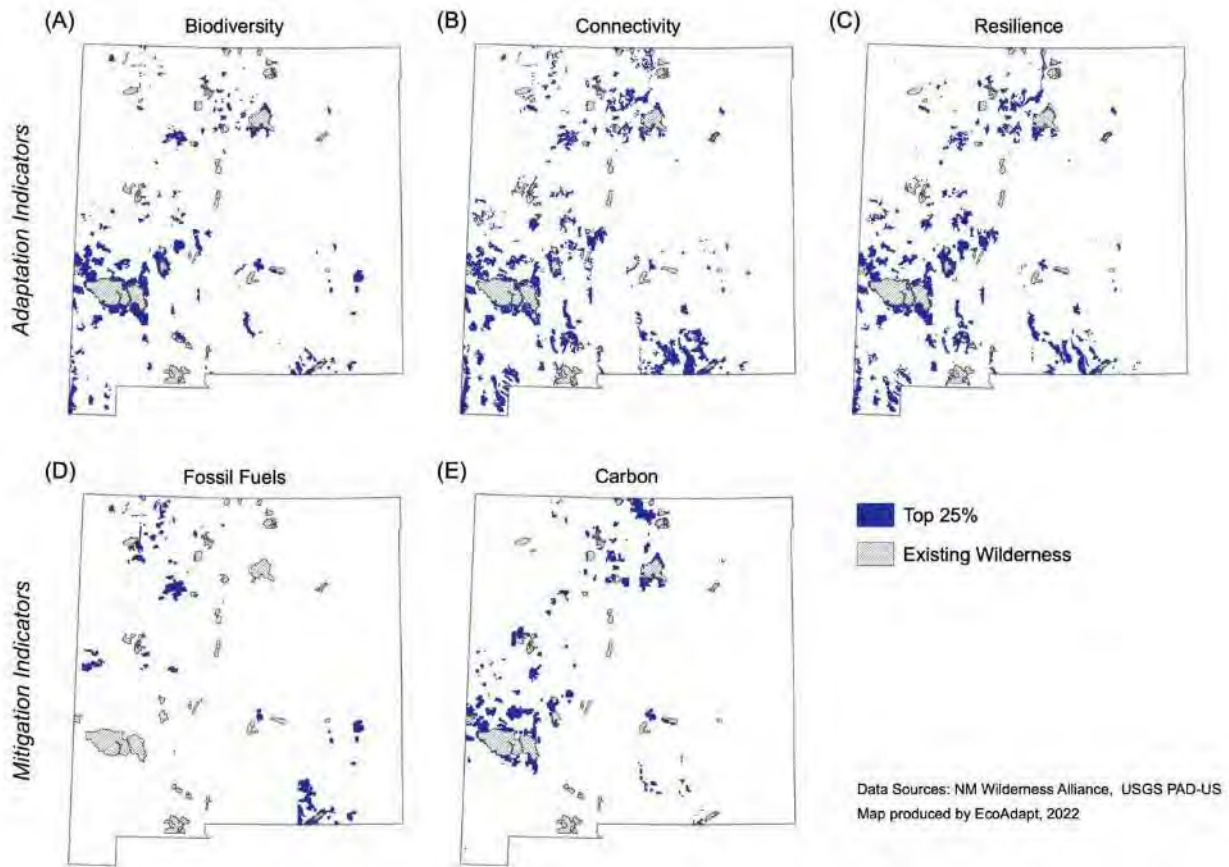 (A)
Biodiversity
(B)
Connectivity
(C)
Resilience
Adaptation Indicators
(D)
Fossil Fuels
(E)
Carbon
Mitigation Indicators
Top 25%
Existing Wilderness
Data Sources: NM Wilderness Alliance, USGS PAD-US
Map produced by EcoAdapt, 2022